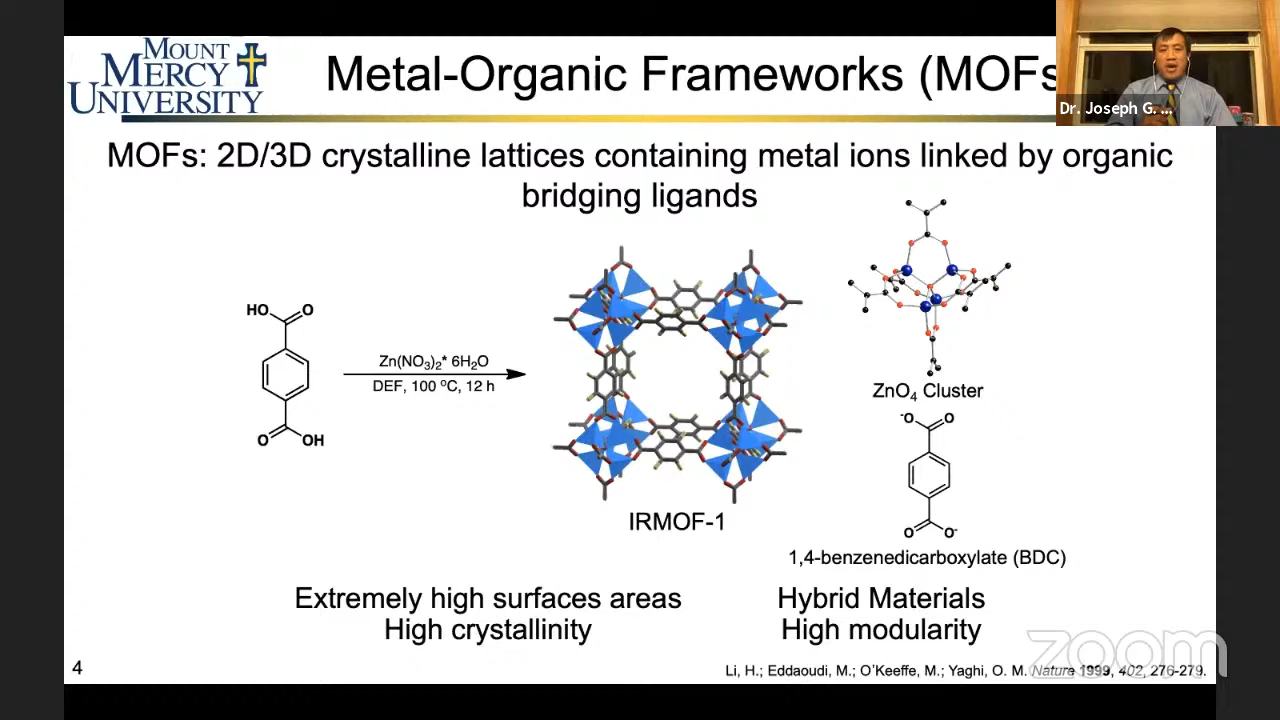 MOUNT
MERCY
UNIVERSITY
Metal-Organic Frameworks (MOFs
Dr. Joseph G. ...
MOFs: 2D/3D crystalline lattices containing metal ions linked by organic
bridging ligands
HO
O
O
OH
Zn(NO3)2* 6H2O
DEF, 100 oC, 12 h
IRMOF-1
ZnO4 Cluster
-O
O
O
O-
1,4-benzenedicarboxylate (BDC)
Extremely high surfaces areas
High crystallinity
Hybrid Materials
High modularity
zoom
4
Li, H.; Eddaoudi, M.; O'Keeffe, M.; Yaghi, O. M. Nature 1999, 402, 276-279.